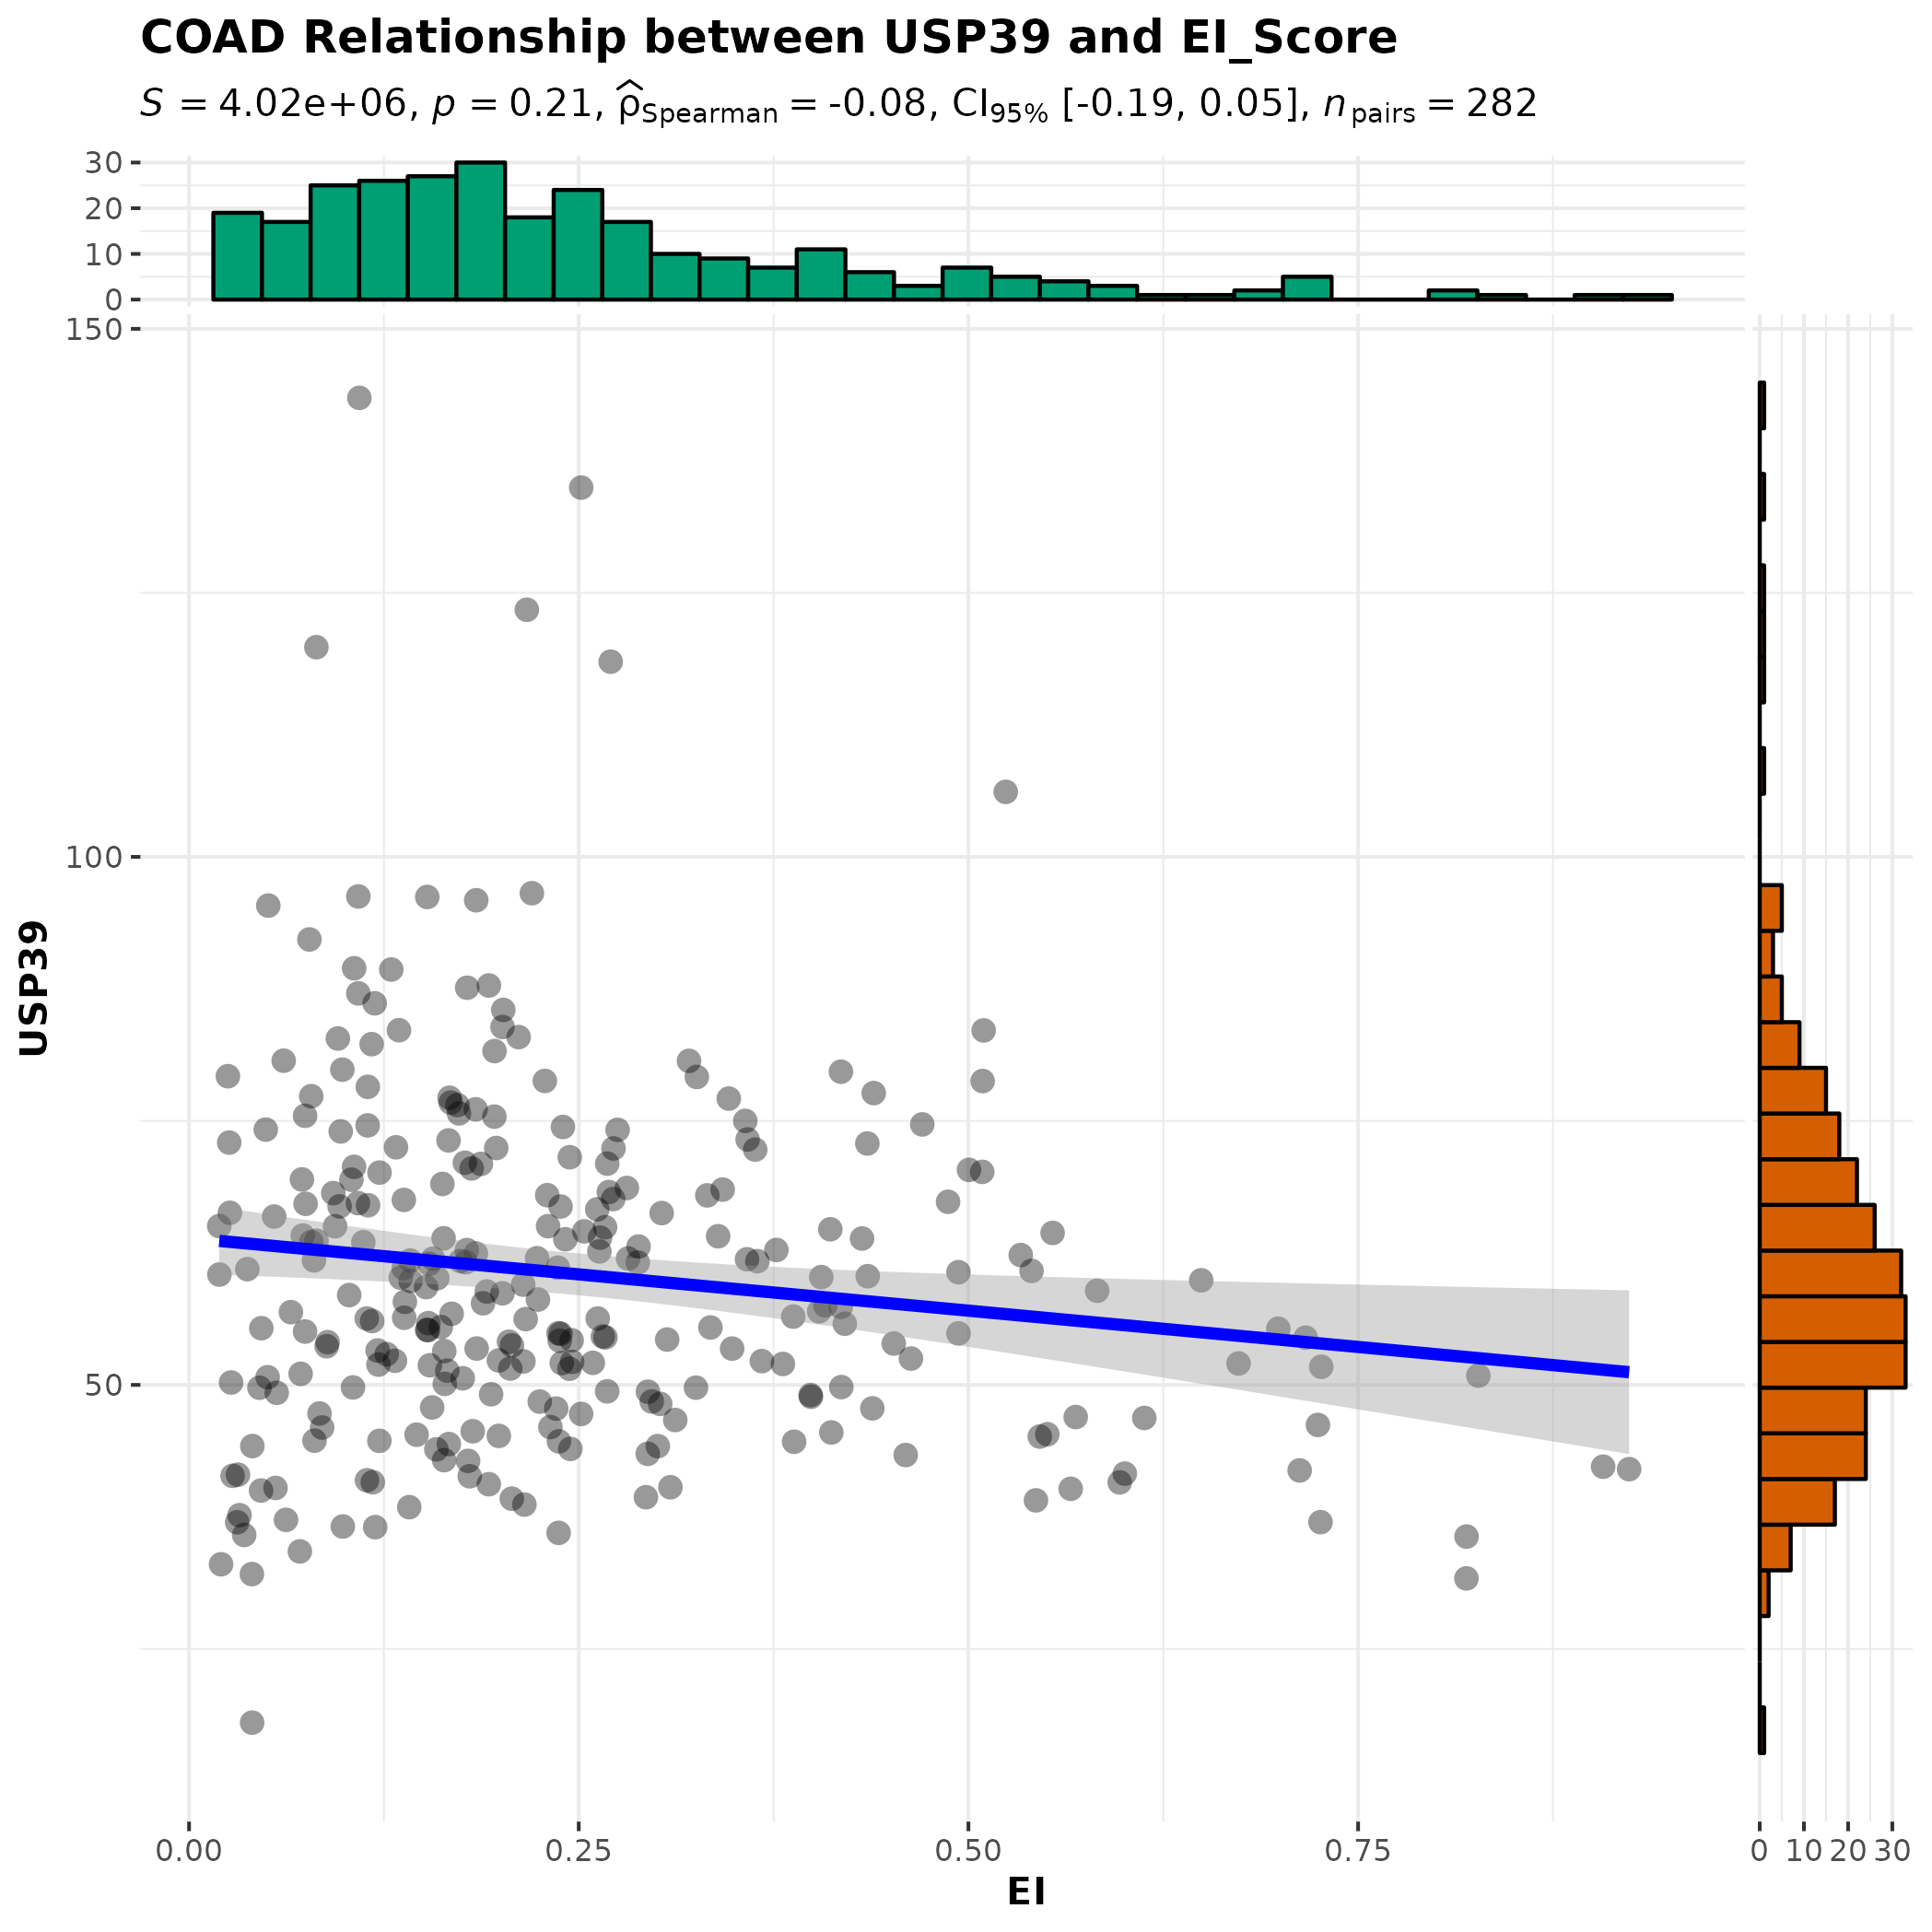 COAD Relationship between USP39 and EI_Score
S = 4.02e+06, p = 0.21, ρ̂Spearman = -0.08, CI95% [-0.19, 0.05], npairs = 282
30
20
10
0
150
100
50
USP39
0.00 0.25 0.50 0.75
0 10 20 30
EI